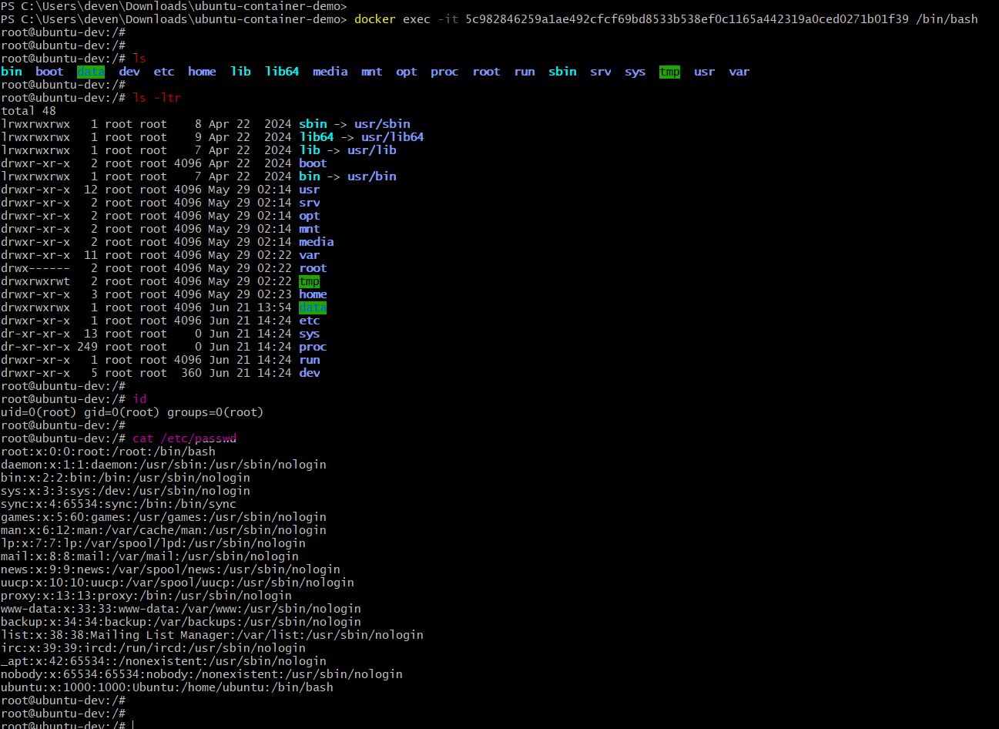 PS C:\Users\deven\Downloads\ubuntu-container-demo>
PS C:\Users\deven\Downloads\ubuntu-container-demo> docker exec -it 5c982846259a1ae492cfcf69bd8533b538ef0c1165a442319a0ced0271b01f39 /bin/bash
root@ubuntu-dev:/#
root@ubuntu-dev:/#
root@ubuntu-dev:/# ls
bin  boot  data  dev  etc  home  lib  lib64  media  mnt  opt  proc  root  run  sbin  srv  sys  tmp  usr  var
root@ubuntu-dev:/#
root@ubuntu-dev:/# ls -ltr
total 48
lrwxrwxrwx   1 root root    8 Apr 22  2024 sbin -> usr/sbin
lrwxrwxrwx   1 root root    9 Apr 22  2024 lib64 -> usr/lib64
lrwxrwxrwx   1 root root    7 Apr 22  2024 lib -> usr/lib
drwxr-xr-x   2 root root 4096 Apr 22  2024 boot
lrwxrwxrwx   1 root root    7 Apr 22  2024 bin -> usr/bin
drwxr-xr-x  12 root root 4096 May 29 02:14 usr
drwxr-xr-x   2 root root 4096 May 29 02:14 srv
drwxr-xr-x   2 root root 4096 May 29 02:14 opt
drwxr-xr-x   2 root root 4096 May 29 02:14 mnt
drwxr-xr-x   2 root root 4096 May 29 02:14 media
drwxr-xr-x  11 root root 4096 May 29 02:22 var
drwx------   2 root root 4096 May 29 02:22 root
drwxrwxrwt   2 root root 4096 May 29 02:22 tmp
drwxr-xr-x   3 root root 4096 May 29 02:23 home
drwxrwxrwx   1 root root 4096 Jun 21 13:54 data
drwxr-xr-x   1 root root 4096 Jun 21 14:24 etc
dr-xr-xr-x  13 root root    0 Jun 21 14:24 sys
dr-xr-xr-x 249 root root    0 Jun 21 14:24 proc
drwxr-xr-x   1 root root 4096 Jun 21 14:24 run
drwxr-xr-x   5 root root  360 Jun 21 14:24 dev
root@ubuntu-dev:/#
root@ubuntu-dev:/# id
uid=0(root) gid=0(root) groups=0(root)
root@ubuntu-dev:/#
root@ubuntu-dev:/# cat /etc/passwd
root:x:0:0:root:/root:/bin/bash
daemon:x:1:1:daemon:/usr/sbin:/usr/sbin/nologin
bin:x:2:2:bin:/bin:/usr/sbin/nologin
sys:x:3:3:sys:/dev:/usr/sbin/nologin
sync:x:4:65534:sync:/bin:/bin/sync
games:x:5:60:games:/usr/games:/usr/sbin/nologin
man:x:6:12:man:/var/cache/man:/usr/sbin/nologin
lp:x:7:7:lp:/var/spool/lpd:/usr/sbin/nologin
mail:x:8:8:mail:/var/mail:/usr/sbin/nologin
news:x:9:9:news:/var/spool/news:/usr/sbin/nologin
uucp:x:10:10:uucp:/var/spool/uucp:/usr/sbin/nologin
proxy:x:13:13:proxy:/bin:/usr/sbin/nologin
www-data:x:33:33:www-data:/var/www:/usr/sbin/nologin
backup:x:34:34:backup:/var/backups:/usr/sbin/nologin
list:x:38:38:Mailing List Manager:/var/list:/usr/sbin/nologin
irc:x:39:39:ircd:/run/ircd:/usr/sbin/nologin
_apt:x:42:65534::/nonexistent:/usr/sbin/nologin
nobody:x:65534:65534:nobody:/nonexistent:/usr/sbin/nologin
ubuntu:x:1000:1000:Ubuntu:/home/ubuntu:/bin/bash
root@ubuntu-dev:/#
root@ubuntu-dev:/#
root@ubuntu-dev:/#